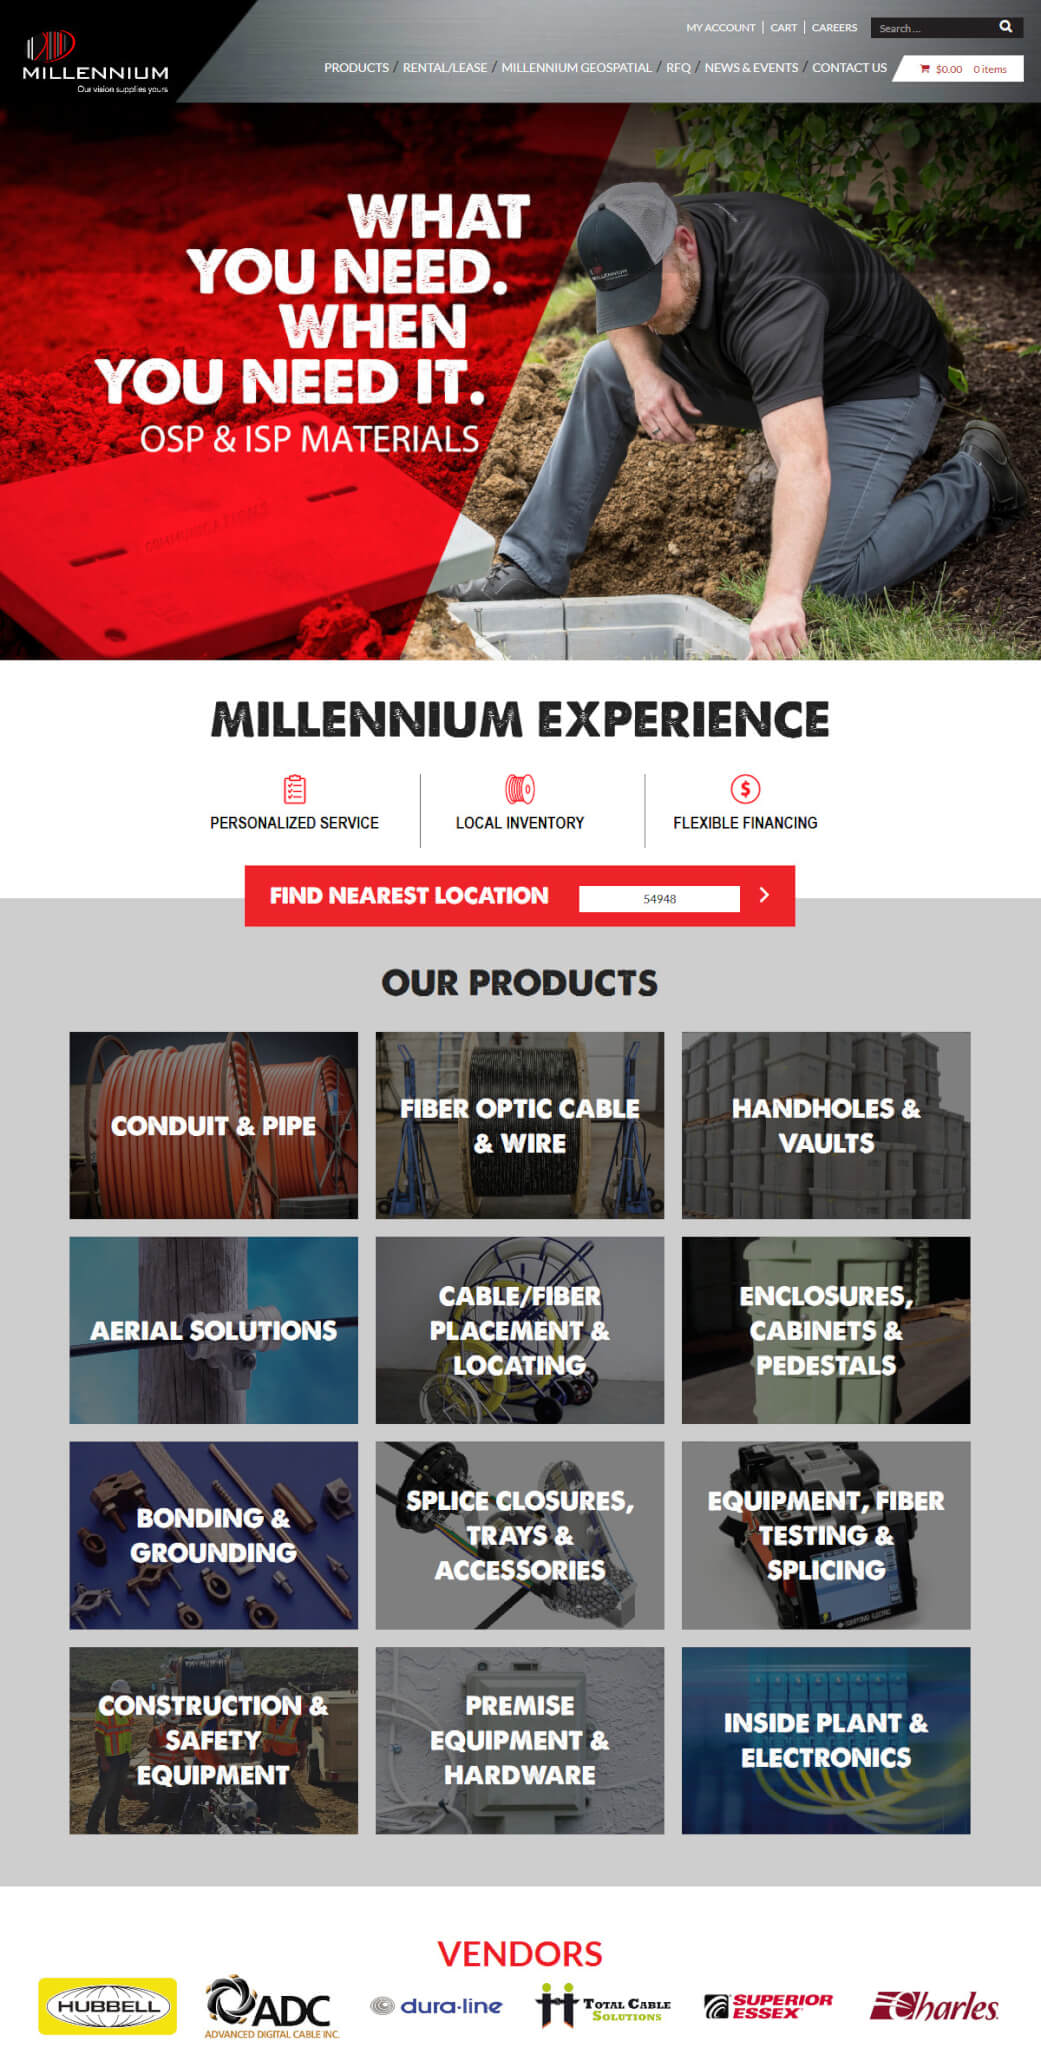 MY ACCOUNT | CART | CAREERS
Search ...
MILLENNIUM
Our vision supplies yours
PRODUCTS / RENTAL/LEASE / MILLENNIUM GEOSPATIAL / RFQ / NEWS & EVENTS / CONTACT US
$0.00 0 items
WHAT
YOU NEED.
WHEN
YOU NEED IT.
OSP & ISP MATERIALS
MILLENNIUM
COMMUNICATIONS
MILLENNIUM EXPERIENCE
PERSONALIZED SERVICE
LOCAL INVENTORY
FLEXIBLE FINANCING
FIND NEAREST LOCATION
54948
OUR PRODUCTS
CONDUIT & PIPE
FIBER OPTIC CABLE
& WIRE
HANDHOLES &
VAULTS
AERIAL SOLUTIONS
CABLE/FIBER
PLACEMENT &
LOCATING
ENCLOSURES,
CABINETS &
PEDESTALS
BONDING &
GROUNDING
SPLICE CLOSURES,
TRAYS &
ACCESSORIES
EQUIPMENT, FIBER
TESTING &
SPLICING
SUMITOMO ELECTRIC
CONSTRUCTION &
SAFETY
EQUIPMENT
PREMISE
EQUIPMENT &
HARDWARE
INSIDE PLANT &
ELECTRONICS
VENDORS
HUBBELL
ADC
ADVANCED DIGITAL CABLE INC.
dura-line
TOTAL CABLE
SOLUTIONS
SUPERIOR
ESSEX
Charles